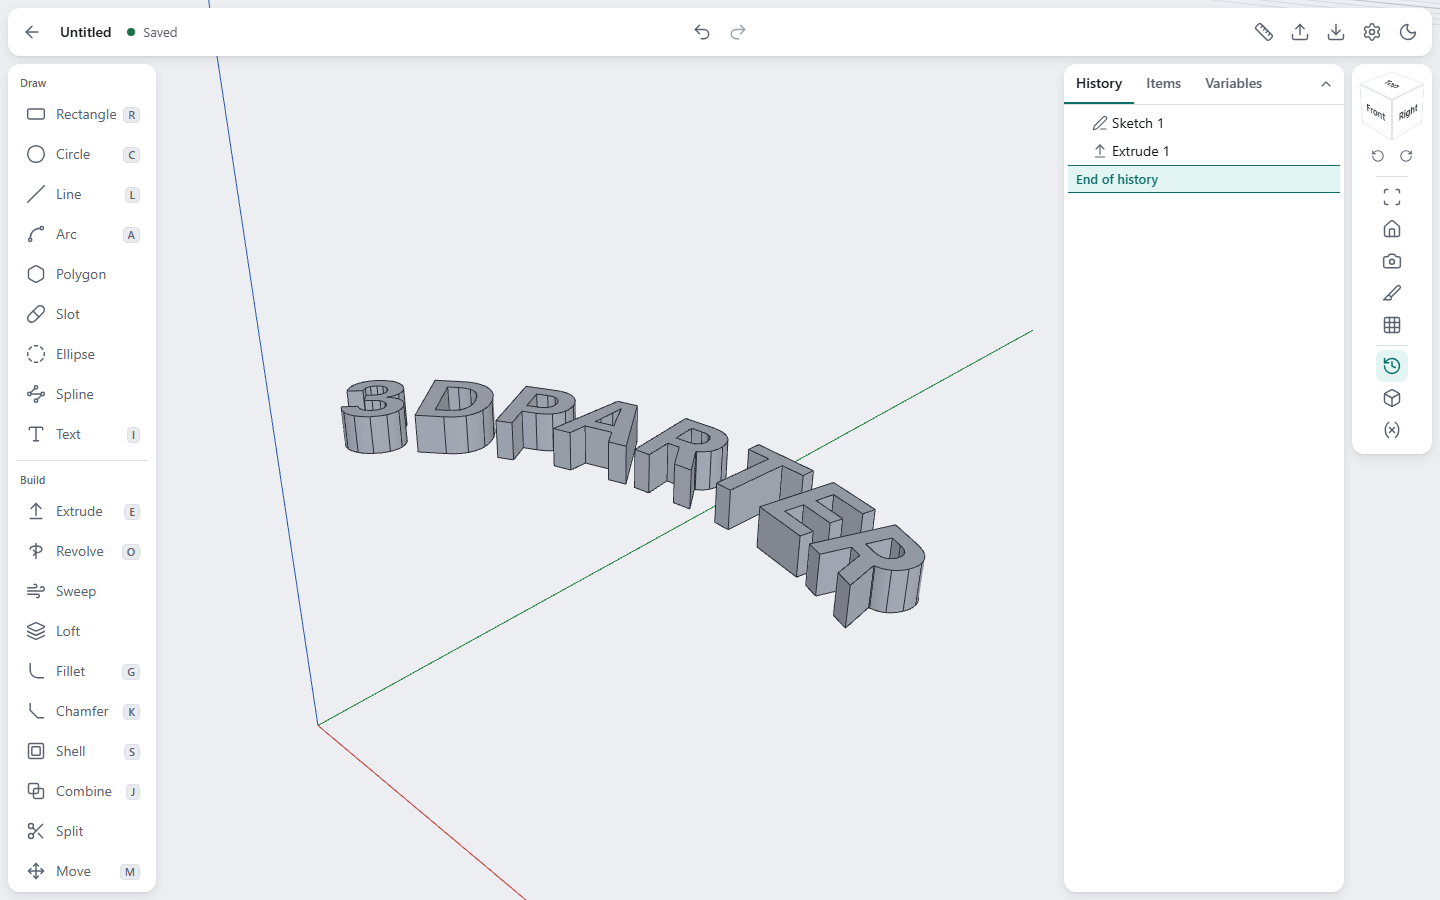 Untitled
Saved
Draw
Rectangle R
Circle C
Line L
Arc A
Polygon
Slot
Ellipse
Spline
Text I
Build
Extrude E
Revolve O
Sweep
Loft
Fillet G
Chamfer K
Shell S
Combine J
Split
Move M
3DPARTER
History Items Variables
Sketch 1
Extrude 1
End of history
Top
Front
Right